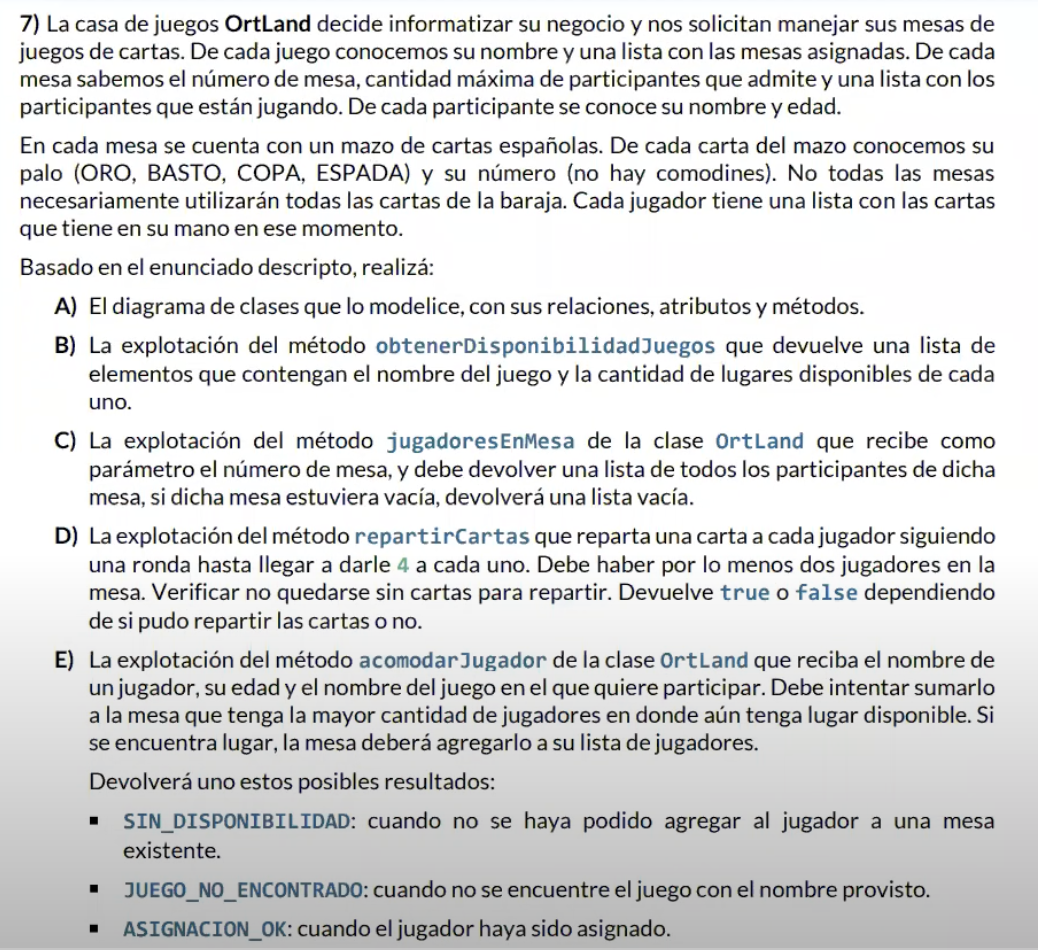 7) La casa de juegos OrtLand decide informatizar su negocio y nos solicitan manejar sus mesas de
juegos de cartas. De cada juego conocemos su nombre y una lista con las mesas asignadas. De cada
mesa sabemos el número de mesa, cantidad máxima de participantes que admite y una lista con los
participantes que están jugando. De cada participante se conoce su nombre y edad.
En cada mesa se cuenta con un mazo de cartas españolas. De cada carta del mazo conocemos su
palo (ORO, BASTO, COPA, ESPADA) y su número (no hay comodines). No todas las mesas
necesariamente utilizarán todas las cartas de la baraja. Cada jugador tiene una lista con las cartas
que tiene en su mano en ese momento.
Basado en el enunciado descripto, realizá:
A) El diagrama de clases que lo modelice, con sus relaciones, atributos y métodos.
B) La explotación del método obtenerDisponibilidadJuegos que devuelve una lista de
elementos que contengan el nombre del juego y la cantidad de lugares disponibles de cada
uno.
C) La explotación del método jugadoresEnMesa de la clase OrtLand que recibe como
parámetro el número de mesa, y debe devolver una lista de todos los participantes de dicha
mesa, si dicha mesa estuviera vacía, devolverá una lista vacía.
D) La explotación del método repartirCartas que reparta una carta a cada jugador siguiendo
una ronda hasta llegar a darle 4 a cada uno. Debe haber por lo menos dos jugadores en la
mesa. Verificar no quedarse sin cartas para repartir. Devuelve true o false dependiendo
de si pudo repartir las cartas o no.
E) La explotación del método acomodarJugador de la clase OrtLand que reciba el nombre de
un jugador, su edad y el nombre del juego en el que quiere participar. Debe intentar sumarlo
a la mesa que tenga la mayor cantidad de jugadores en donde aún tenga lugar disponible. Si
se encuentra lugar, la mesa deberá agregarlo a su lista de jugadores.
Devolverá uno estos posibles resultados:
▪ SIN_DISPONIBILIDAD: cuando no se haya podido agregar al jugador a una mesa
existente.
▪ JUEGO_NO_ENCONTRADO: cuando no se encuentre el juego con el nombre provisto.
▪ ASIGNACION_OK: cuando el jugador haya sido asignado.